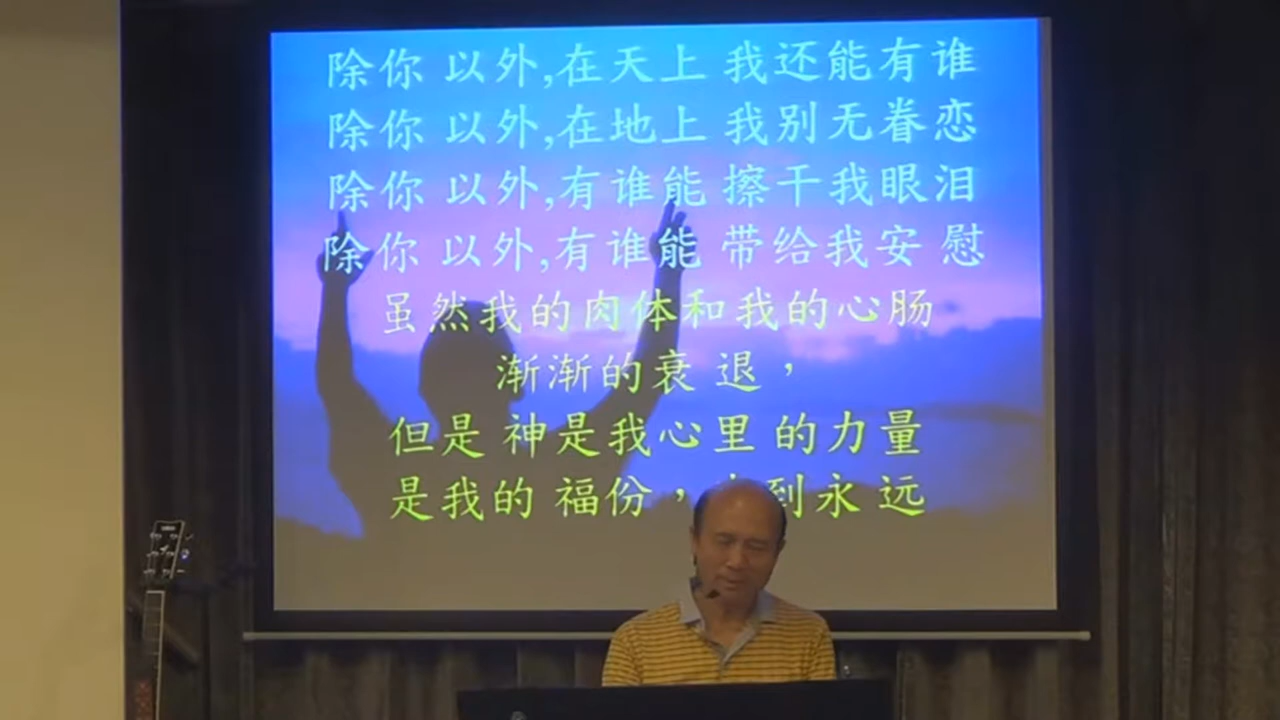 除你 以外,在天上 我还能有谁
除你 以外,在地上 我别无眷恋
除你 以外,有谁能 擦干我眼泪
除你 以外,有谁能 带给我安 慰
虽然我的肉体和我的心肠
渐渐的衰 退，
但是 神是我心里 的力量
是我的 福份，到永 远